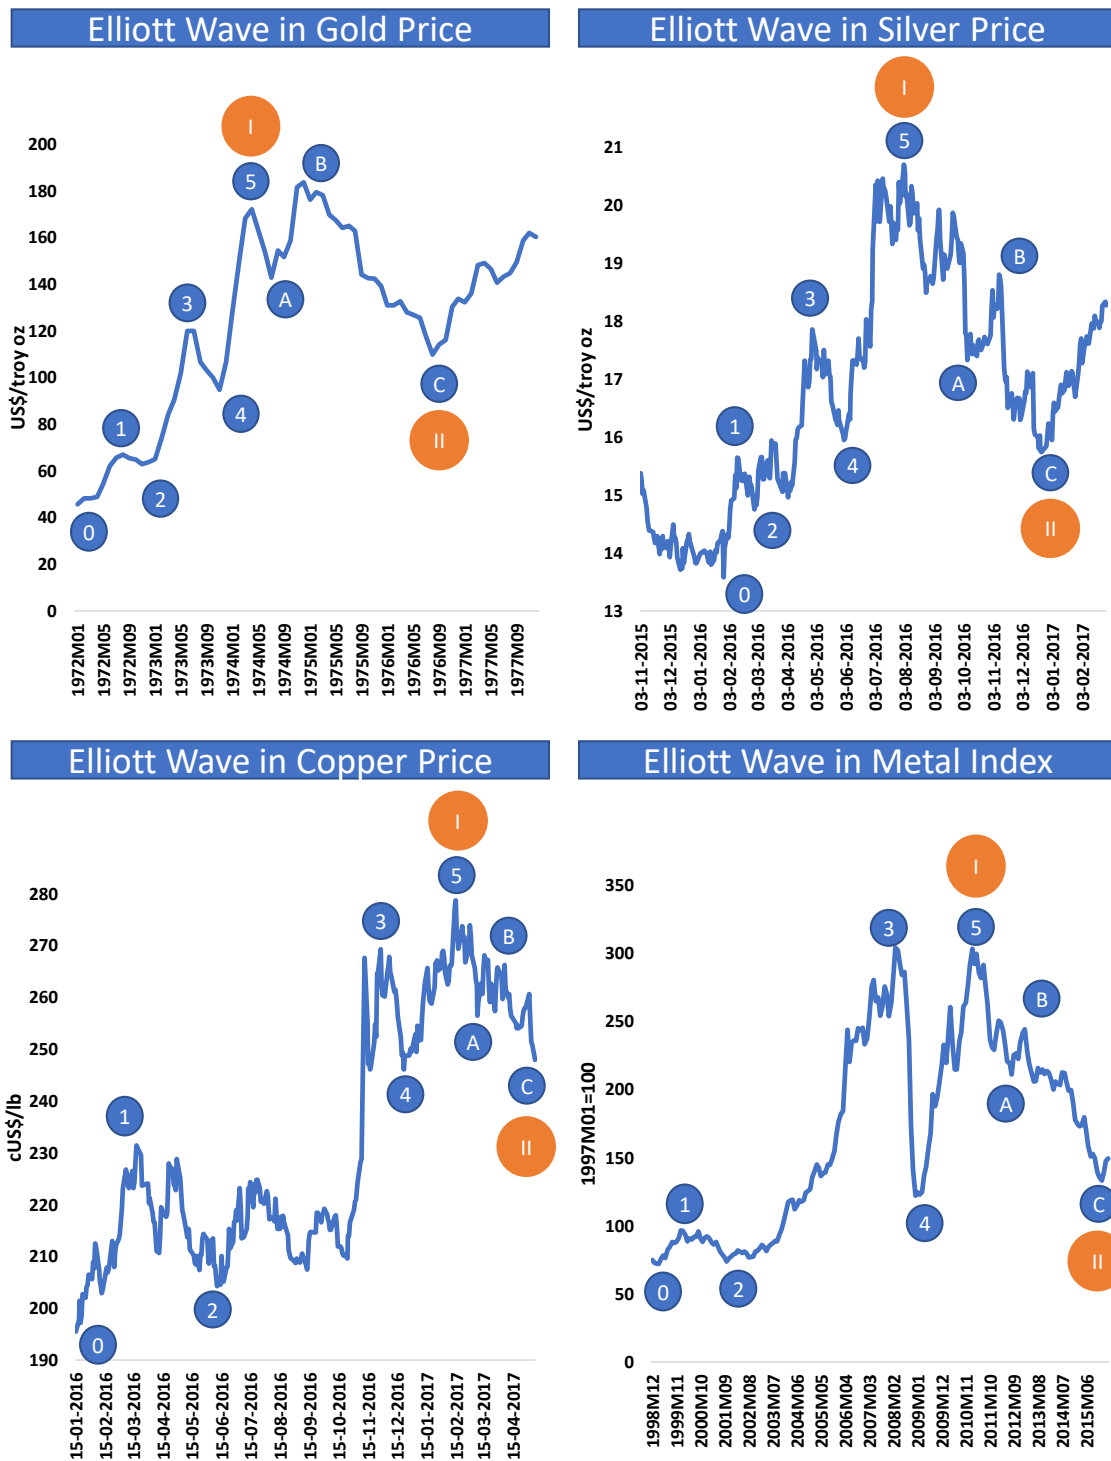 Elliott Wave in Gold Price
I
200
180
160
140
120
100
80
60
40
20
0
US$/troy oz
0
1
2
3
4
5
A
B
C
II
1972M01
1972M05
1972M09
1973M01
1973M05
1973M09
1974M01
1974M05
1974M09
1975M01
1975M05
1975M09
1976M01
1976M05
1976M09
1977M01
1977M05
1977M09
Elliott Wave in Silver Price
I
21
20
19
18
17
16
15
14
13
US$/troy oz
0
1
2
3
4
5
A
B
C
II
03-11-2015
03-12-2015
03-01-2016
03-02-2016
03-03-2016
03-04-2016
03-05-2016
03-06-2016
03-07-2016
03-08-2016
03-09-2016
03-10-2016
03-11-2016
03-12-2016
03-01-2017
03-02-2017
Elliott Wave in Copper Price
I
280
270
260
250
240
230
220
210
200
190
cUS$/lb
0
1
2
3
4
5
A
B
C
II
15-01-2016
15-02-2016
15-03-2016
15-04-2016
15-05-2016
15-06-2016
15-07-2016
15-08-2016
15-09-2016
15-10-2016
15-11-2016
15-12-2016
15-01-2017
15-02-2017
15-03-2017
15-04-2017
Elliott Wave in Metal Index
I
350
300
250
200
150
100
50
0
1997M01=100
0
1
2
3
4
5
A
B
C
II
1998M12
1999M11
2000M10
2001M09
2002M08
2003M07
2004M06
2005M05
2006M04
2007M03
2008M02
2009M01
2009M12
2010M11
2011M10
2012M09
2013M08
2014M07
2015M06